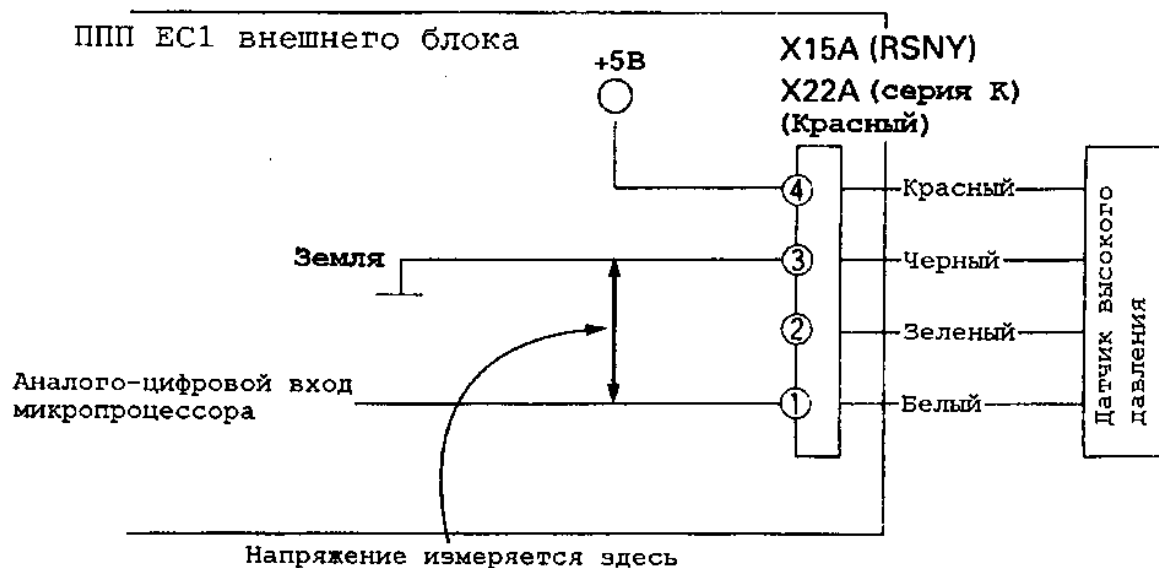 ППП ЕС1 внешнего блока
+5В
X15A (RSNY)
X22A (серия K)
(Красный)
4
Красный
Земля
3
Черный
2
Зеленый
Аналого-цифровой вход
микропроцессора
1
Белый
Датчик высокого
давления
Напряжение измеряется здесь